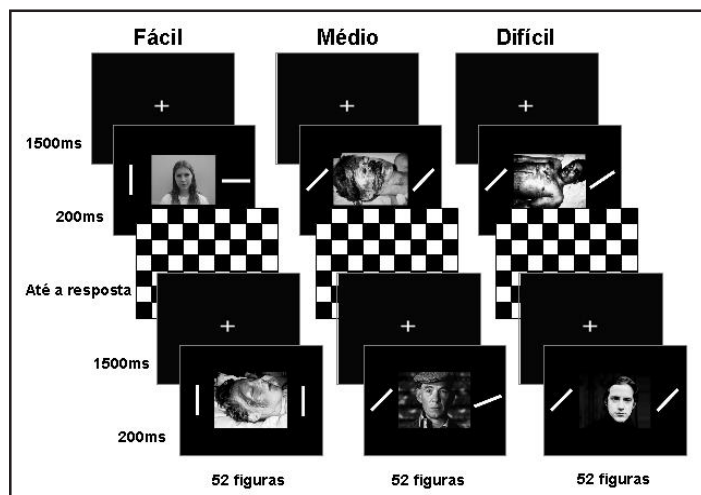 Fácil Médio Difícil
1500ms
200ms
Até a resposta
1500ms
200ms
52 figuras 52 figuras 52 figuras